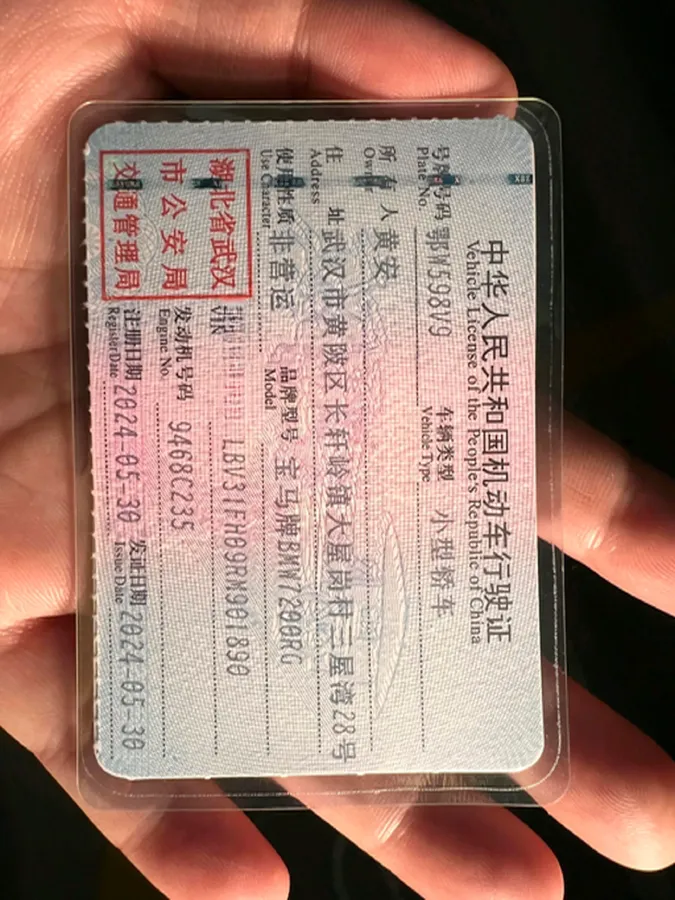 中华人民共和国机动车行驶证
Vehicle License of the People's Republic of China
号牌号码 鄂W598V9 车辆类型 小型轿车
Plate No. Vehicle Type
所有人 黄安
Owner
住 址 武汉市黄陂区长轩岭镇大屋岗村三屋湾28号
Address
使用性质 非营运 品牌型号 宝马牌BMW7200RG
Use Character Model
湖北省武汉
市公安局
交通管理局
LBV31FH09RM901890
VIN
发动机号码 9468C235
Engine No.
注册日期 2024-05-30 发证日期 2024-05-30
Register Date Issue Date